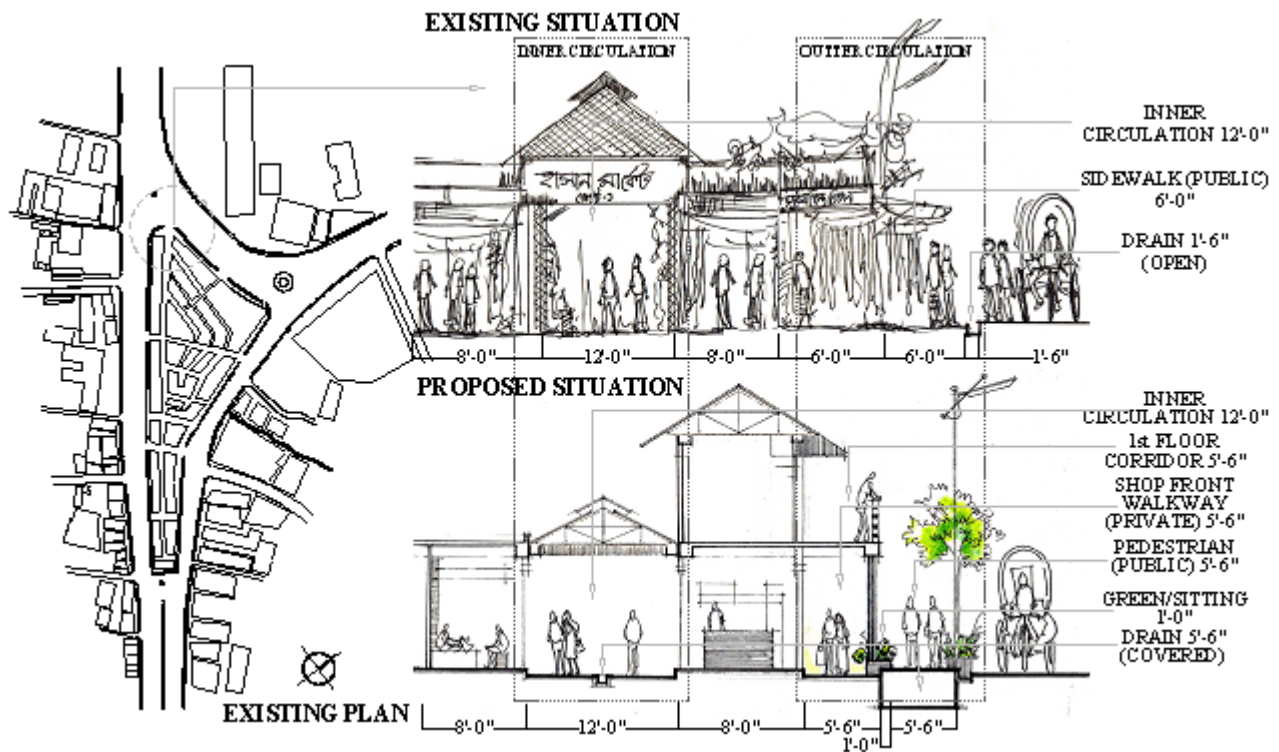 EXISTING SITUATION
INNER CIRCULATION
OUTTER CIRCULATION
হাসান মার্কেট
INNER
CIRCULATION 12'-0"
SIDEWALK (PUBLIC)
6'-0"
DRAIN 1'-6"
(OPEN)
8'-0" 12'-0" 8'-0" 6'-0" 6'-0" 1'-6"
PROPOSED SITUATION
INNER
CIRCULATION 12'-0"
1st FLOOR
CORRIDOR 5'-6"
SHOP FRONT
WALKWAY
(PRIVATE) 5'-6"
PEDESTRIAN
(PUBLIC) 5'-6"
GREEN/SITTING
1'-0"
DRAIN 5'-6"
(COVERED)
EXISTING PLAN
8'-0" 12'-0" 8'-0" 5'-6" 5'-6"
1'-0"